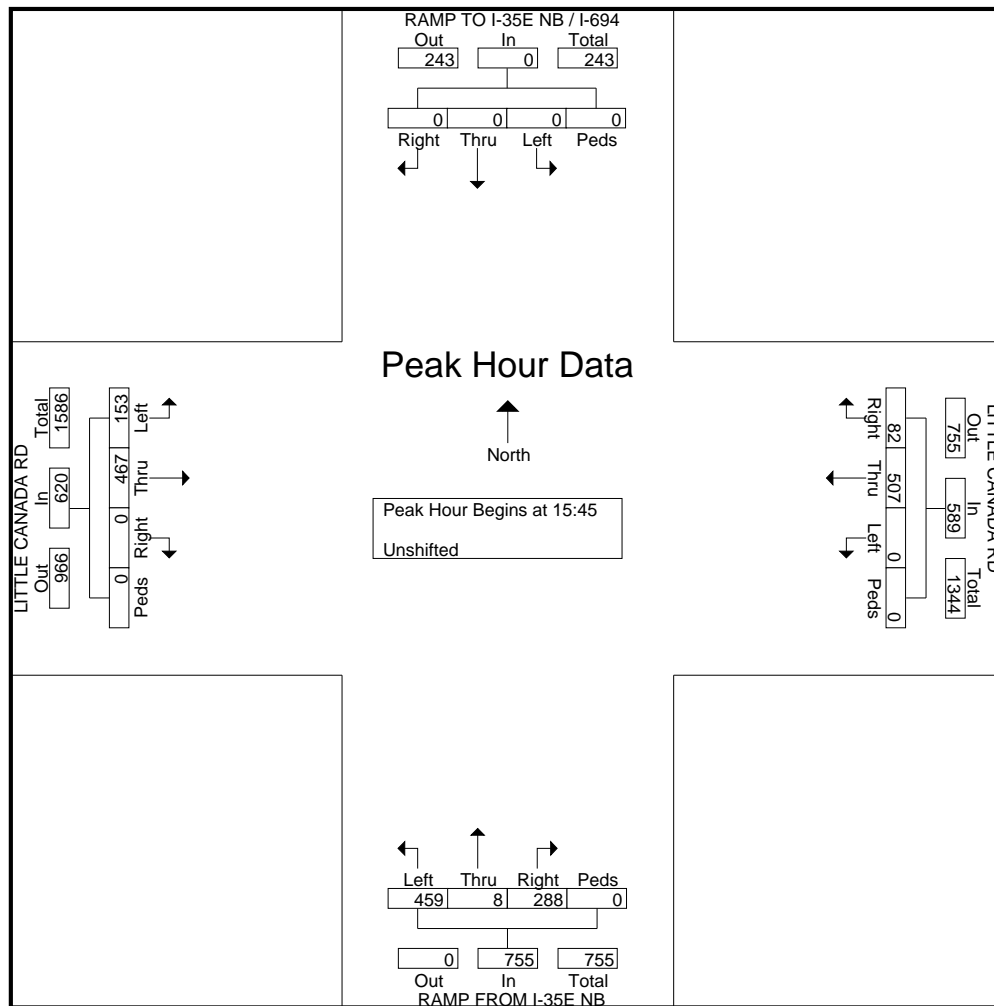 RAMP TO I-35E NB / I-694
Out In Total
243 0 243
0 0 0 0
Right Thru Left Peds
Peak Hour Data
North
Peak Hour Begins at 15:45
Unshifted
LITTLE CANADA RD
Out In Total
966 620 1586
153 467 0 0
Left Thru Right Peds
Right Thru Left Peds
82 507 0 0
Out In Total
755 589 1344
LITTLE CANADA RD
Left Thru Right Peds
459 8 288 0
0 755 755
Out In Total
RAMP FROM I-35E NB